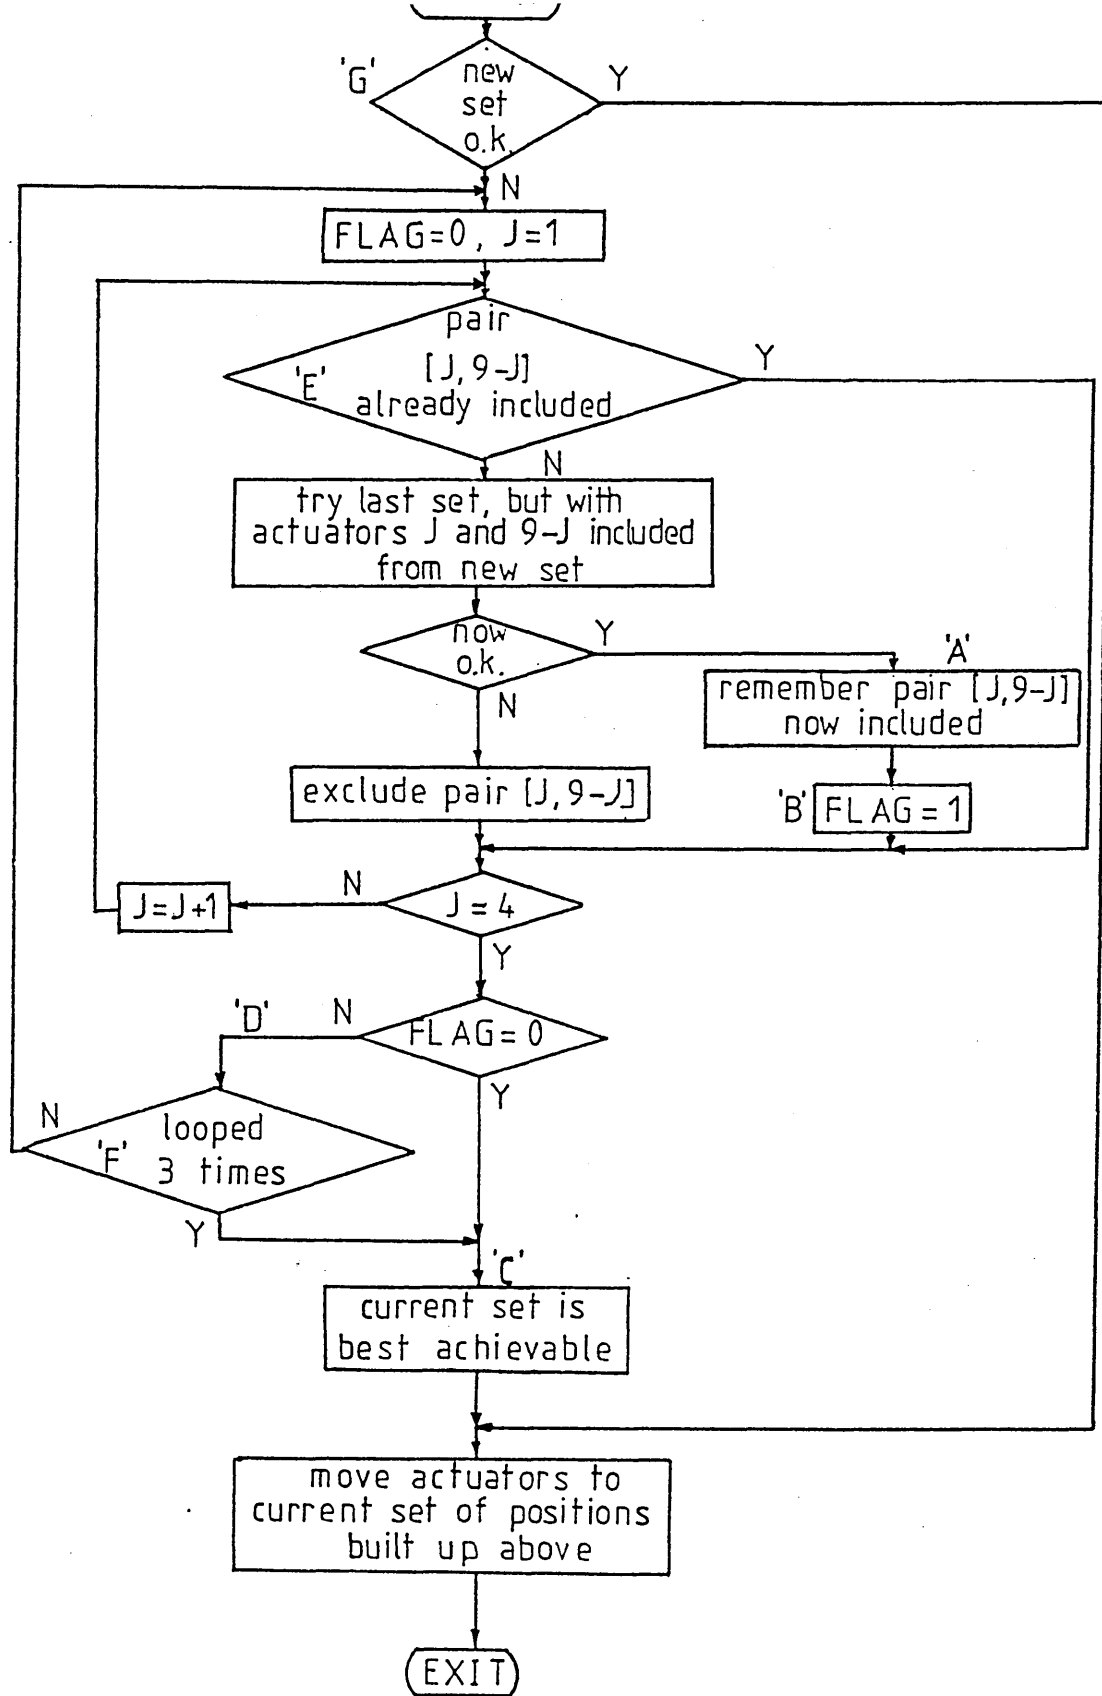 'G'
new
set
o.k.
Y
N
FLAG=0, J=1
pair
[J,9-J]
'E'
already included
Y
N
try last set, but with
actuators J and 9-J included
from new set
now
o.k.
Y
N
'A'
remember pair [J,9-J]
now included
exclude pair [J,9-J]
'B'
FLAG=1
J=J+1
N
J=4
Y
'D'
N
FLAG=0
Y
N
looped
'F'
3 times
Y
'C'
current set is
best achievable
move actuators to
current set of positions
built up above
EXIT